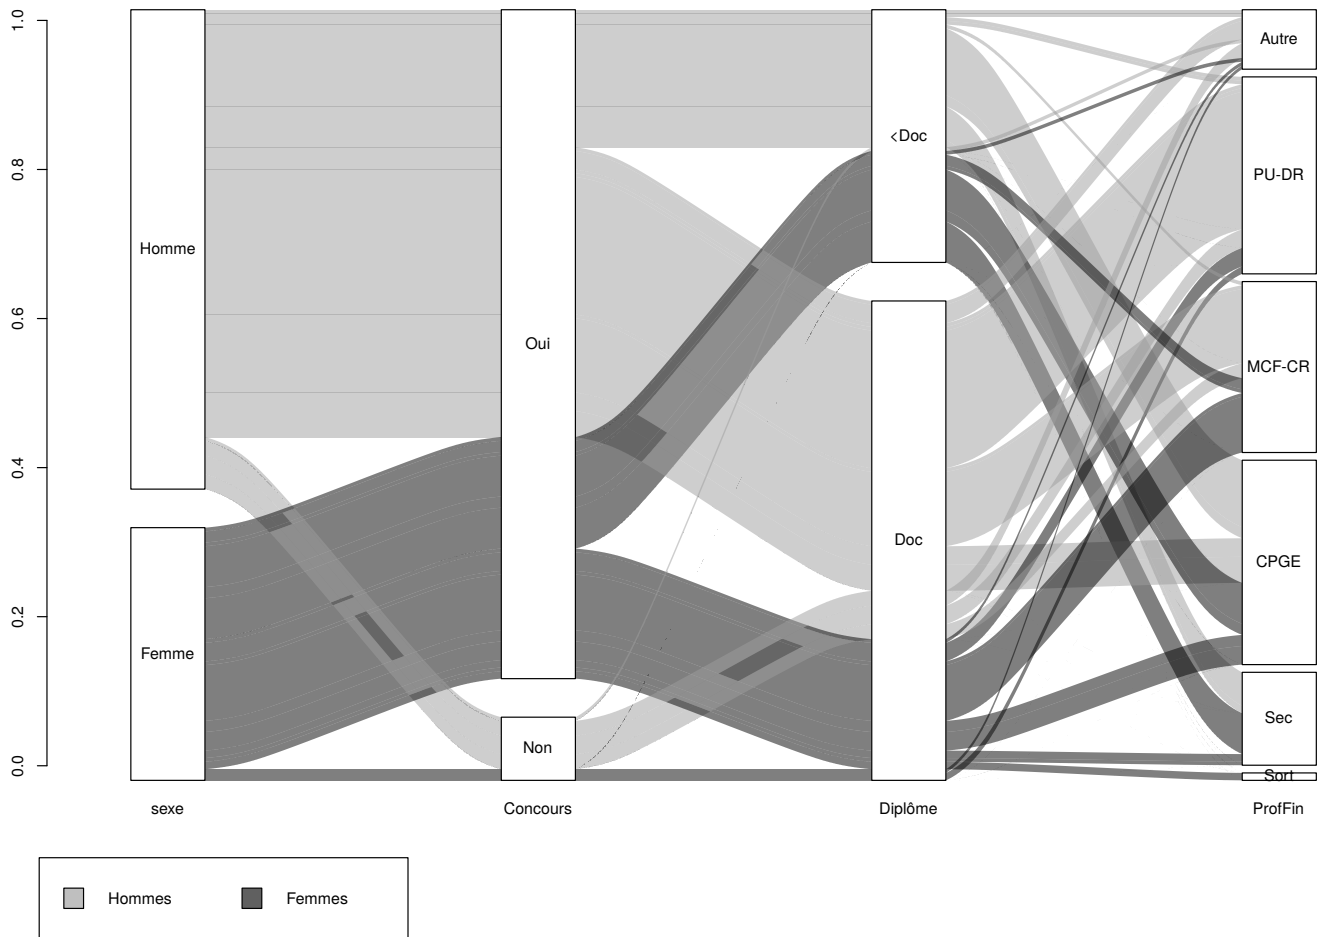 1.0
0.8
0.6
0.4
0.2
0.0
Homme
Femme
Oui
Non
<Doc
Doc
Autre
PU-DR
MCF-CR
CPGE
Sec
Sort
sexe Concours Diplôme ProfFin
Hommes Femmes